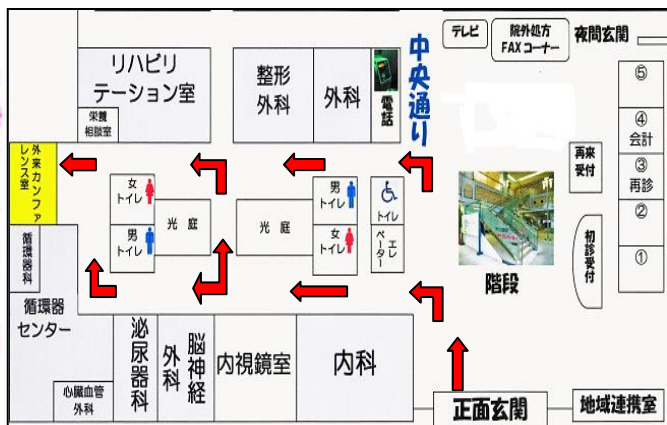 リハビリ
テーション室
栄養
相談室
整形
外科
外科
電話
中央通り
テレビ
院外処方
FAXコーナー
夜間玄関
⑤
④
会計
③
再診
②
①
再来
受付
初診受付
外来カンファ
レンス室
女
トイレ
男
トイレ
光庭
光庭
男
トイレ
女
トイレ
トイレ
エレ
ベーター
階段
循環器科
循環器
センター
心臓血管
外科
泌尿器科
脳神経
外科
内視鏡室
内科
正面玄関
地域連携室